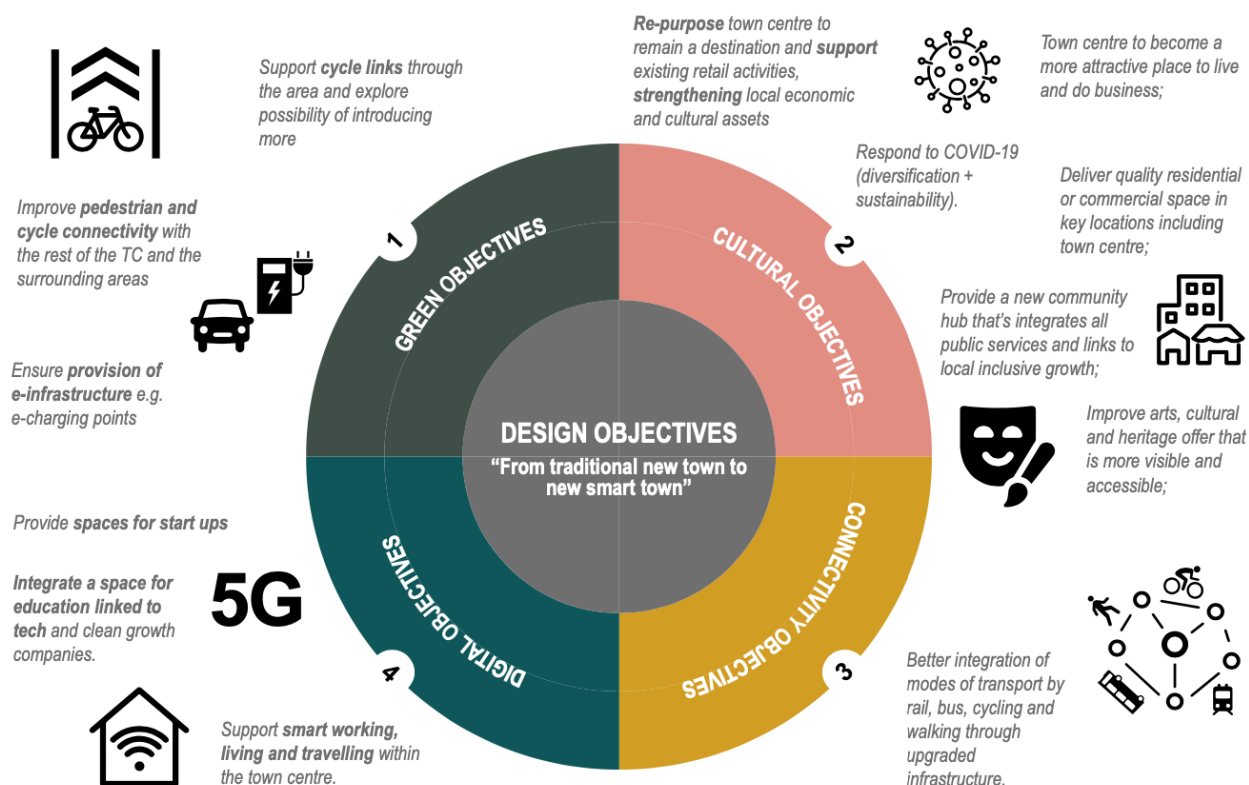 Support cycle links through
the area and explore
possibility of introducing
more
Improve pedestrian and
cycle connectivity with
the rest of the TC and the
surrounding areas
Ensure provision of
e-infrastructure e.g.
e-charging points
1
GREEN OBJECTIVES
Re-purpose town centre to
remain a destination and support
existing retail activities,
strengthening local economic
and cultural assets
Town centre to become a
more attractive place to live
and do business;
Respond to COVID-19
(diversification +
sustainability).
Deliver quality residential
or commercial space in
key locations including
town centre;
Provide a new community
hub that's integrates all
public services and links to
local inclusive growth;
Improve arts, cultural
and heritage offer that
is more visible and
accessible;
2
CULTURAL OBJECTIVES
DESIGN OBJECTIVES
“From traditional new town to
new smart town”
3
CONNECTIVITY OBJECTIVES
Better integration of
modes of transport by
rail, bus, cycling and
walking through
upgraded
infrastructure.
4
DIGITAL OBJECTIVES
Provide spaces for start ups
Integrate a space for
education linked to
tech and clean growth
companies.
5G
Support smart working,
living and travelling within
the town centre.